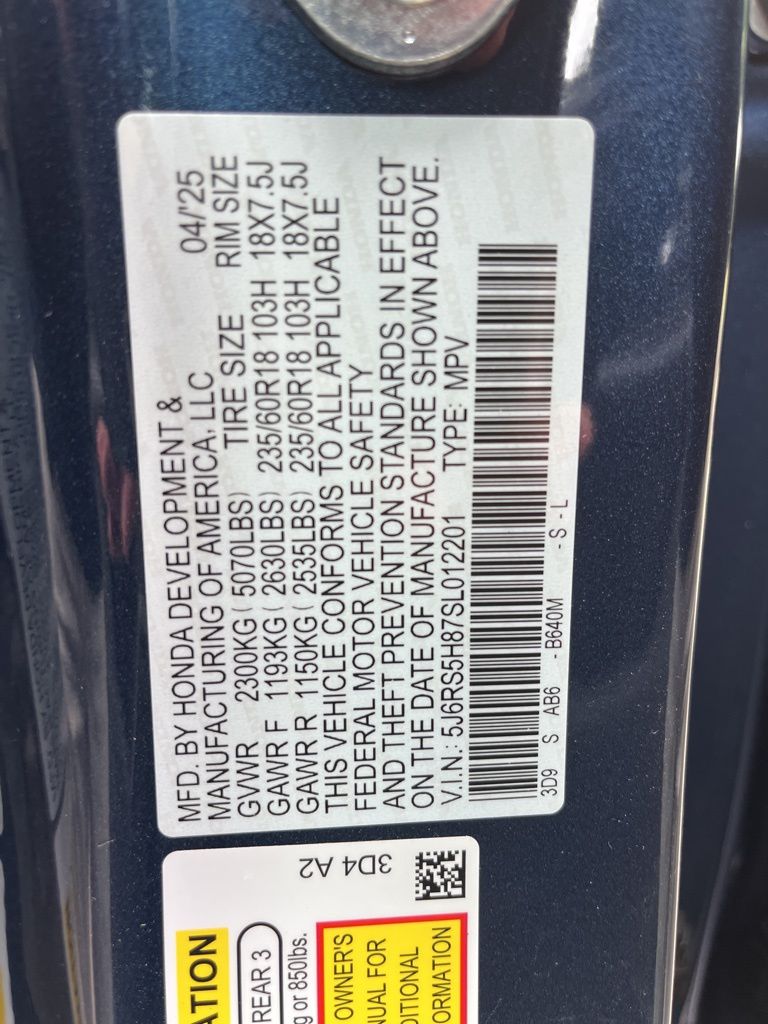 MFD. BY HONDA DEVELOPMENT &
MANUFACTURING OF AMERICA, LLC 04/'25
GVWR 2300KG ( 5070LBS) TIRE SIZE RIM SIZE
GAWR F 1193KG ( 2630LBS) 235/60R18 103H 18X7.5J
GAWR R 1150KG ( 2535LBS) 235/60R18 103H 18X7.5J
THIS VEHICLE CONFORMS TO ALL APPLICABLE
FEDERAL MOTOR VEHICLE SAFETY
AND THEFT PREVENTION STANDARDS IN EFFECT
ON THE DATE OF MANUFACTURE SHOWN ABOVE.
V.I.N.: 5J6RS5H87SL012201 TYPE: MPV
3D9 S AB6 - B640M - S - L
3D4 A2
ATION
REAR 3
g or 850lbs.
OWNER'S
NUAL FOR
DITIONAL
ORMATION